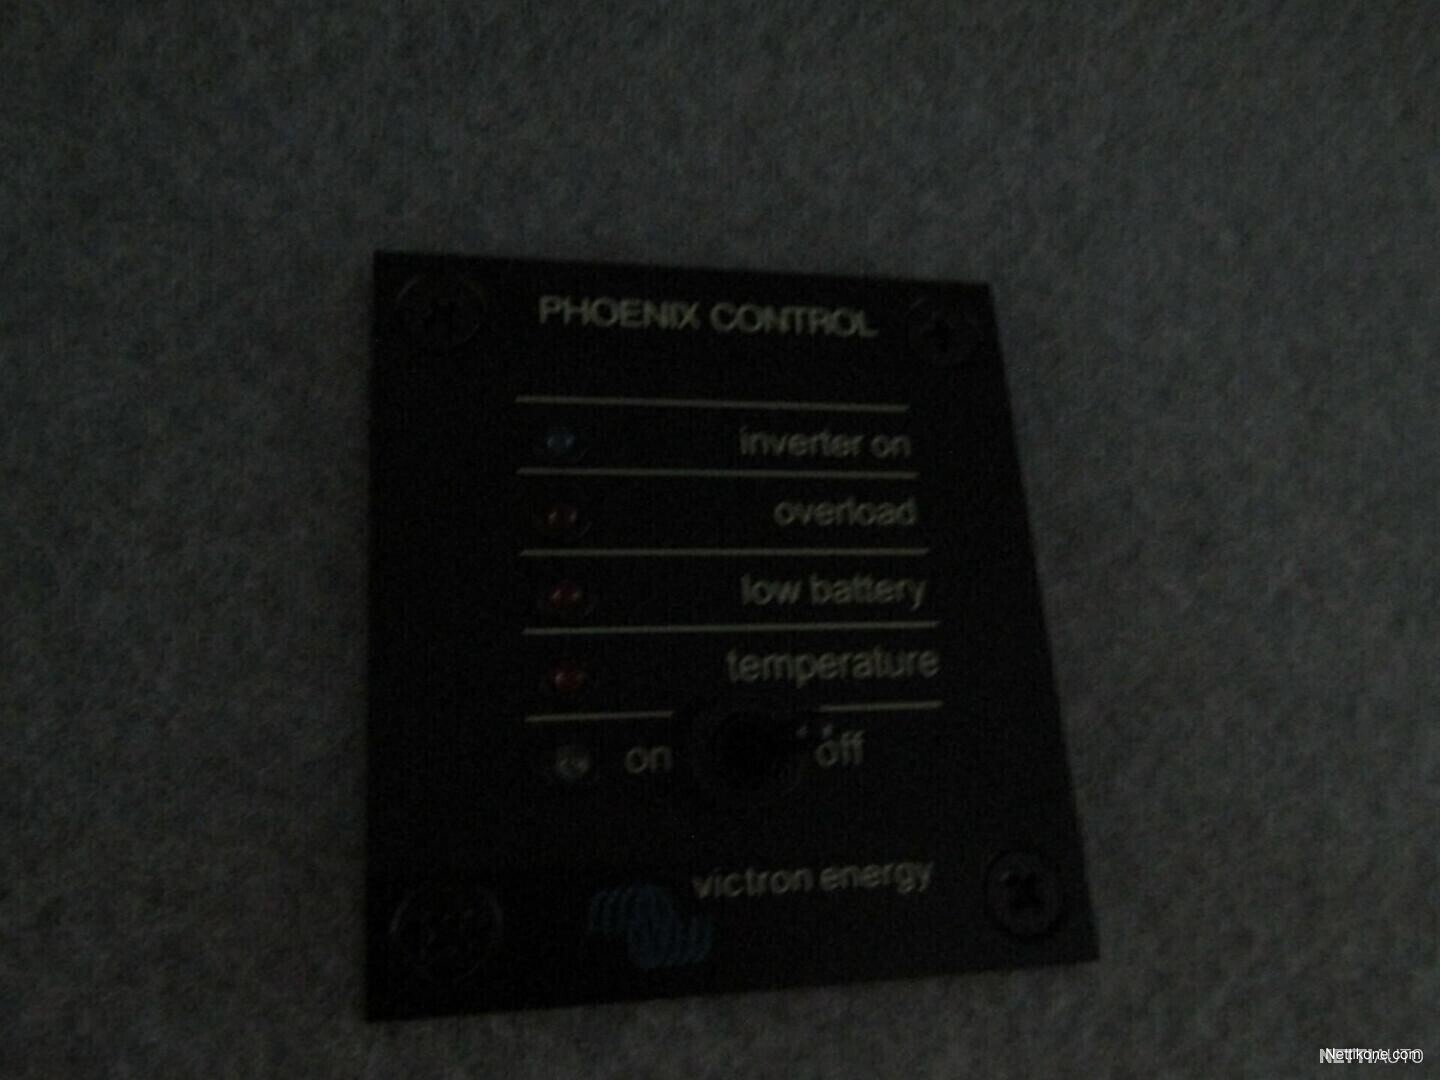 PHOENIX CONTROL
inverter on
overload
low battery
temperature
on off
victron energy
Nettikone.com